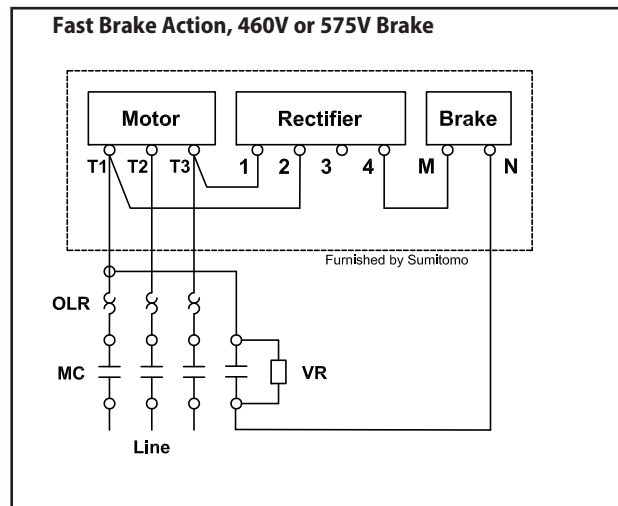 Fast Brake Action, 460V or 575V Brake
Motor Rectifier Brake
T1 T2 T3 1 2 3 4 M N
Furnished by Sumitomo
OLR
MC VR
Line